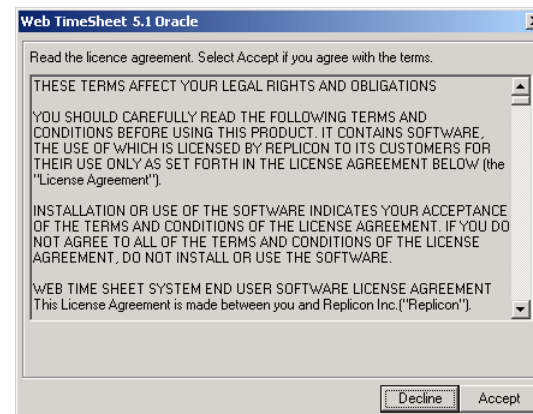 Web TimeSheet 5.1 Oracle
Read the licence agreement. Select Accept if you agree with the terms.
THESE TERMS AFFECT YOUR LEGAL RIGHTS AND OBLIGATIONS
YOU SHOULD CAREFULLY READ THE FOLLOWING TERMS AND
CONDITIONS BEFORE USING THIS PRODUCT. IT CONTAINS SOFTWARE,
THE USE OF WHICH IS LICENSED BY REPLICON TO ITS CUSTOMERS FOR
THEIR USE ONLY AS SET FORTH IN THE LICENSE AGREEMENT BELOW (the
"License Agreement").
INSTALLATION OR USE OF THE SOFTWARE INDICATES YOUR ACCEPTANCE
OF THE TERMS AND CONDITIONS OF THE LICENSE AGREEMENT. IF YOU DO
NOT AGREE TO ALL OF THE TERMS AND CONDITIONS OF THE LICENSE
AGREEMENT, DO NOT INSTALL OR USE THE SOFTWARE.
WEB TIME SHEET SYSTEM END USER SOFTWARE LICENSE AGREEMENT
This License Agreement is made between you and Replicon Inc.("Replicon").
Decline Accept